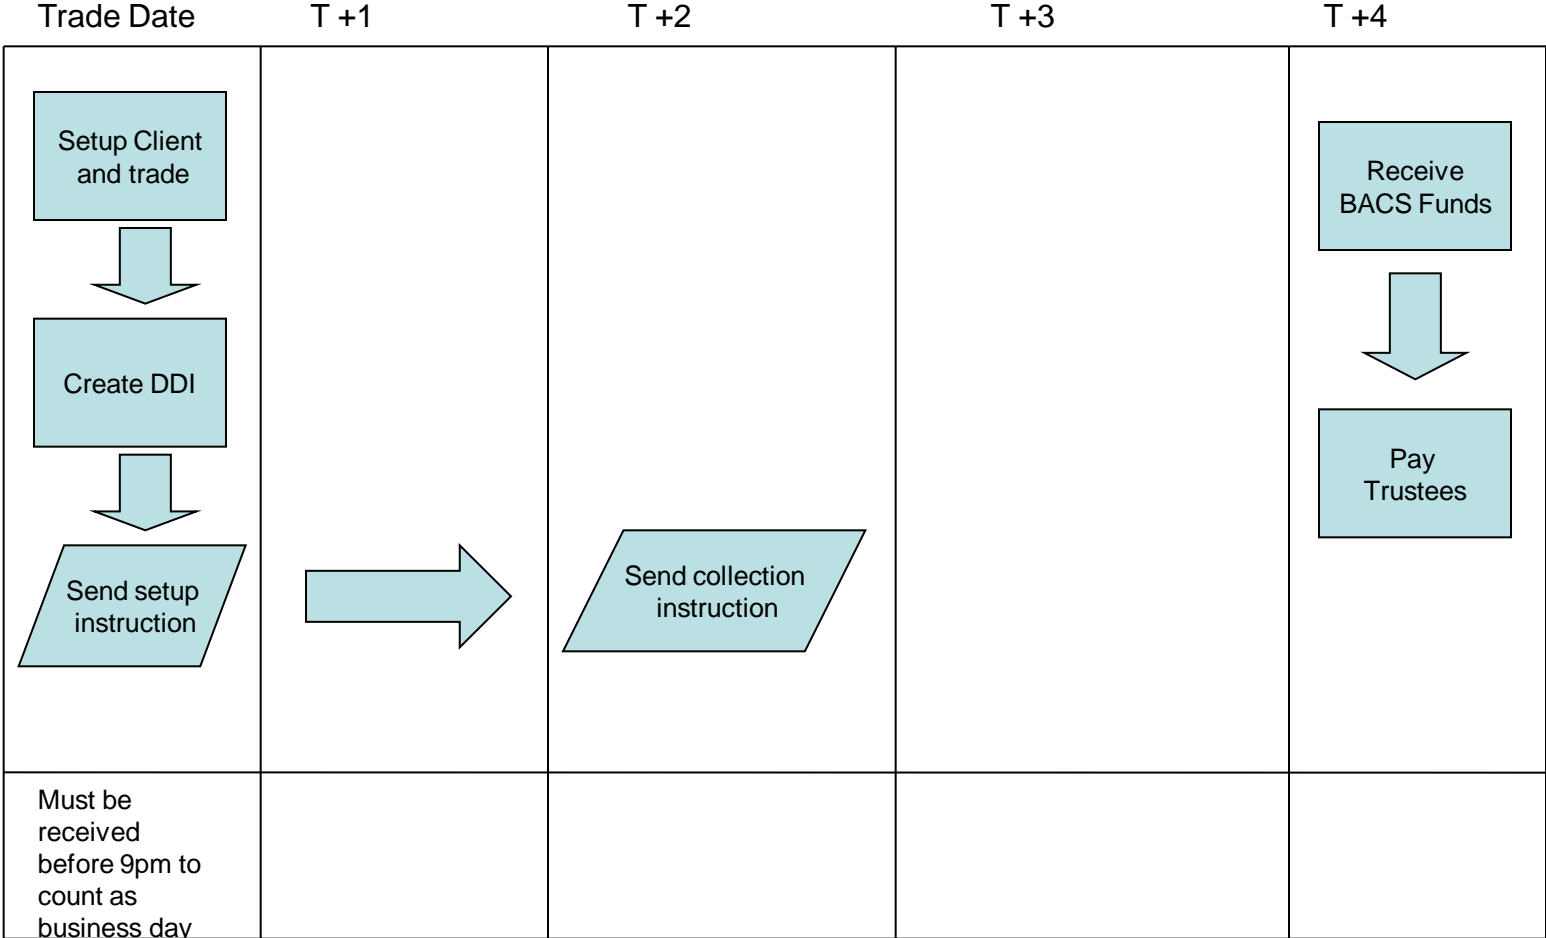 Trade Date
T +1
T +2
T +3
T +4
Setup Client
and trade
Create DDI
Send setup
instruction
Send collection
instruction
Receive
BACS Funds
Pay
Trustees
Must be
received
before 9pm to
count as
business day